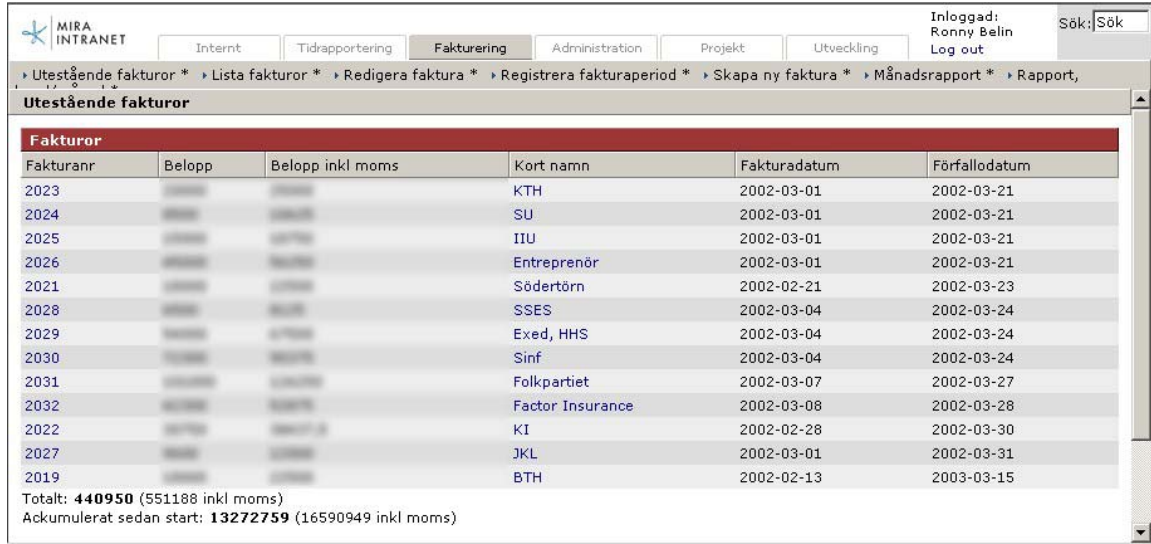 MIRA
INTRANET
Internt Tidrapportering Fakturering Administration Projekt Utveckling
Inloggad:
Ronny Belin
Log out
Sök: Sök
Utestående fakturor * Lista fakturor * Redigera faktura * Registrera fakturaperiod * Skapa ny faktura * Månadsrapport * Rapport,
Utestående fakturor
Fakturor
Fakturanr Belopp Belopp inkl moms Kort namn Fakturadatum Förfallodatum
2023 KTH 2002-03-01 2002-03-21
2024 SU 2002-03-01 2002-03-21
2025 IIU 2002-03-01 2002-03-21
2026 Entreprenör 2002-03-01 2002-03-21
2021 Södertörn 2002-02-21 2002-03-23
2028 SSES 2002-03-04 2002-03-24
2029 Exed, HHS 2002-03-04 2002-03-24
2030 Sinf 2002-03-04 2002-03-24
2031 Folkpartiet 2002-03-07 2002-03-27
2032 Factor Insurance 2002-03-08 2002-03-28
2022 KI 2002-02-28 2002-03-30
2027 JKL 2002-03-01 2002-03-31
2019 BTH 2002-02-13 2003-03-15
Totalt: 440950 (551188 inkl moms)
Ackumulerat sedan start: 13272759 (16590949 inkl moms)